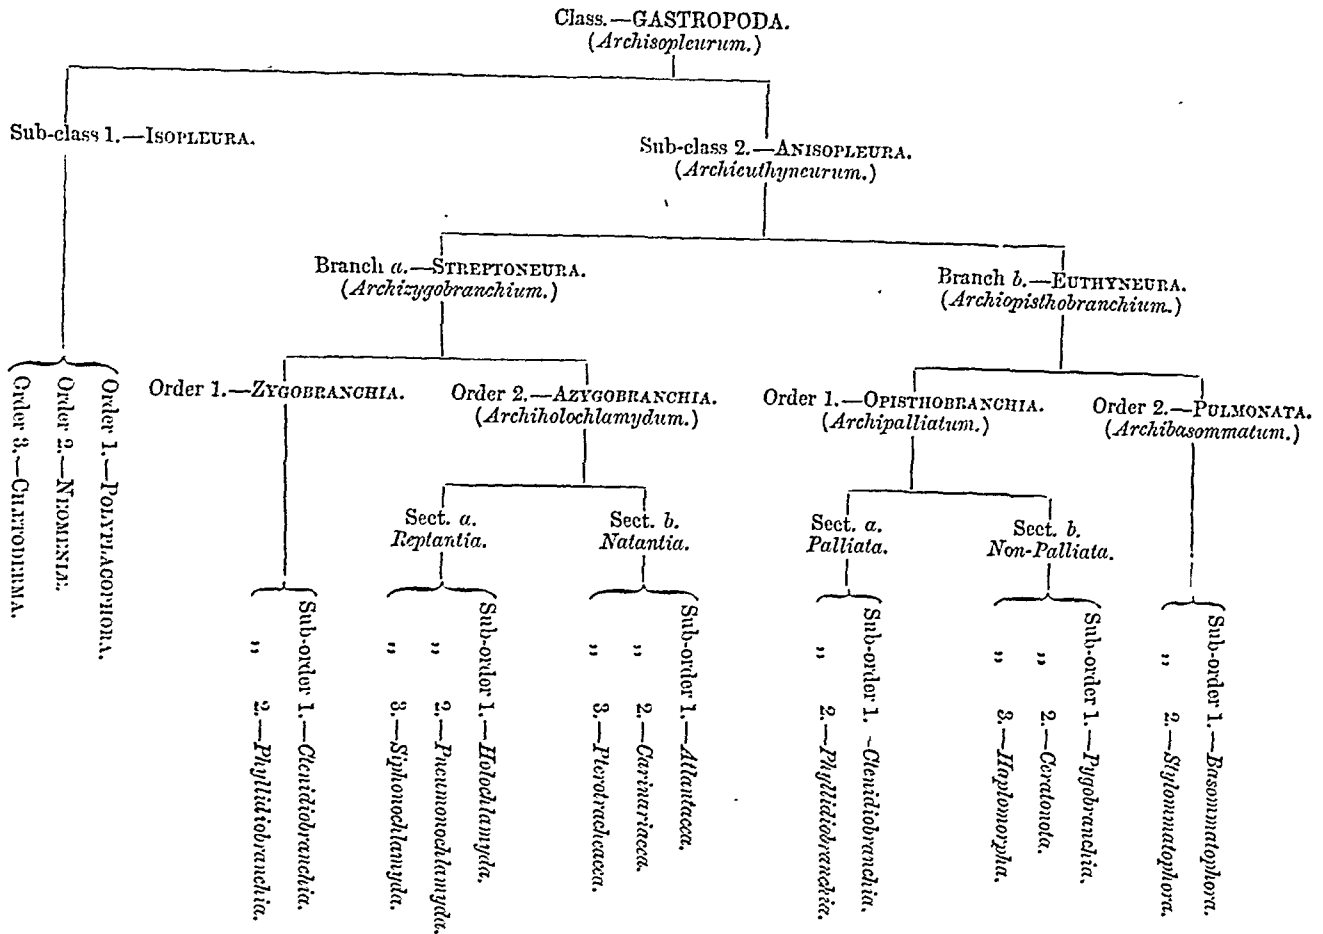 Class.—GASTROPODA.
(Archisopleurum.)
Sub-class 1.—ISOPLEURA.
Sub-class 2.—ANISOPLEURA.
(Archieuthyneurum.)
Branch a.—STREPTONEURA.
(Archizygobranchium.)
Branch b.—EUTHYNEURA.
(Archiopisthobranchium.)
Order 1.—POLYPLACOPHORA.
Order 2.—NEOMENIÆ.
Order 3.—CHÆTODERMA.
Order 1.—ZYGOBRANCHIA.
Order 2.—AZYGOBRANCHIA.
(Archiholochlamydum.)
Order 1.—OPISTHOBRANCHIA.
(Archipalliatum.)
Order 2.—PULMONATA.
(Archibasommatum.)
Sect. a.
Reptantia.
Sect. b.
Natantia.
Sect. a.
Palliata.
Sect. b.
Non-Palliata.
Sub-order 1.—Ctenidiobranchia.
„ 2.—Phyllidiobranchia.
Sub-order 1.—Holochlamyda.
„ 2.—Pneumonochlamyda.
„ 3.—Siphonochlamyda.
Sub-order 1.—Atlantacea.
„ 2.—Carinariacea.
„ 3.—Pterotracheacea.
Sub-order 1.—Ctenidiobranchia.
„ 2.—Phyllidiobranchia.
Sub-order 1.—Pygobranchia.
„ 2.—Ceratonota.
„ 3.—Haplomorpha.
Sub-order 1.—Basommatophora.
„ 2.—Stylommatophora.